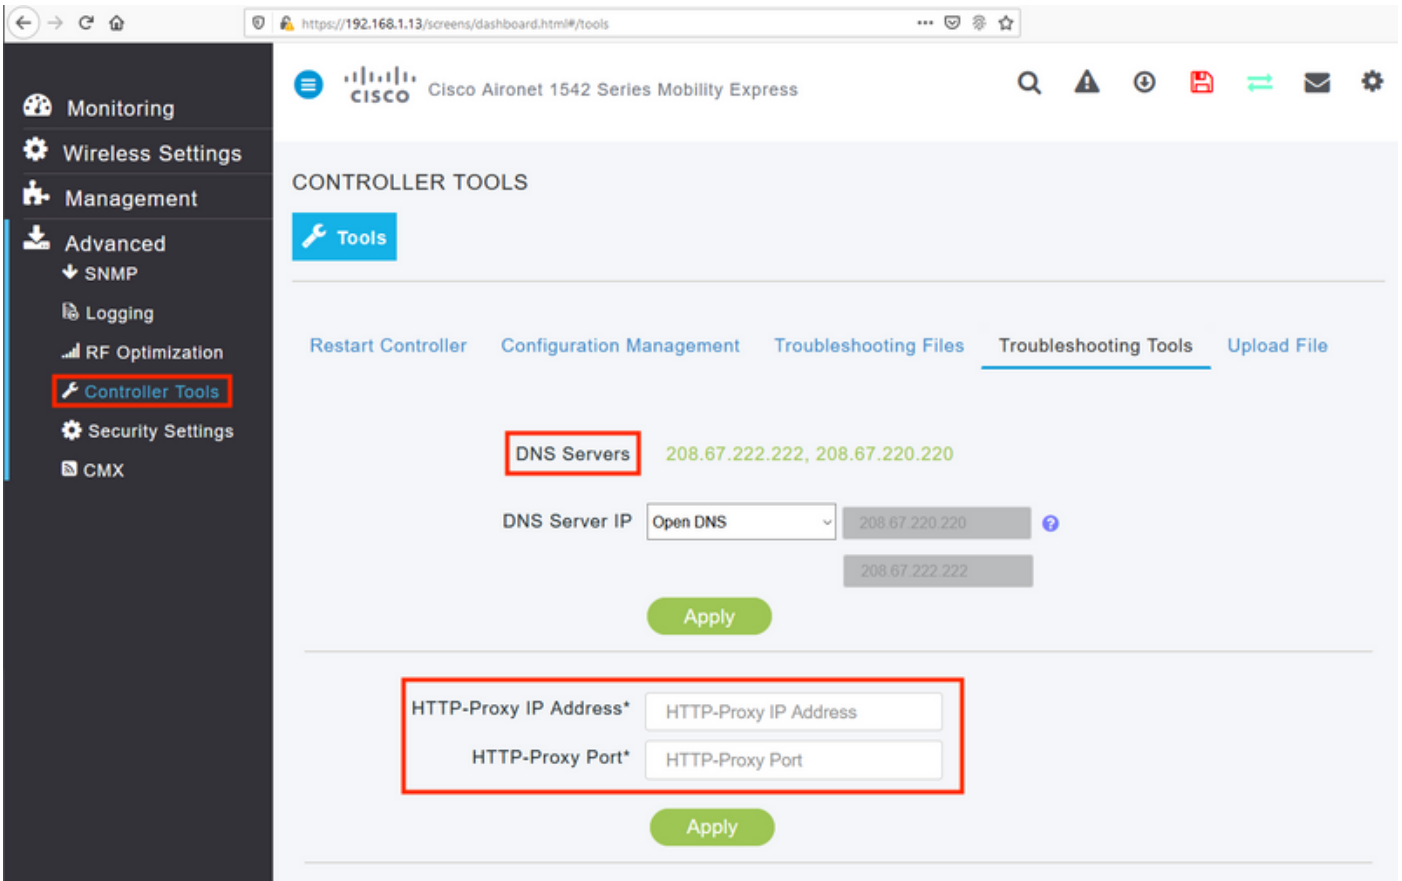 https://192.168.1.13/screens/dashboard.html#/tools
Monitoring
Wireless Settings
Management
Advanced
SNMP
Logging
RF Optimization
Controller Tools
Security Settings
CMX
CISCO Cisco Aironet 1542 Series Mobility Express
CONTROLLER TOOLS
Tools
Restart Controller Configuration Management Troubleshooting Files Troubleshooting Tools Upload File
DNS Servers 208.67.222.222, 208.67.220.220
DNS Server IP Open DNS 208.67.220.220 ?
208.67.222.222
Apply
HTTP-Proxy IP Address* HTTP-Proxy IP Address
HTTP-Proxy Port* HTTP-Proxy Port
Apply